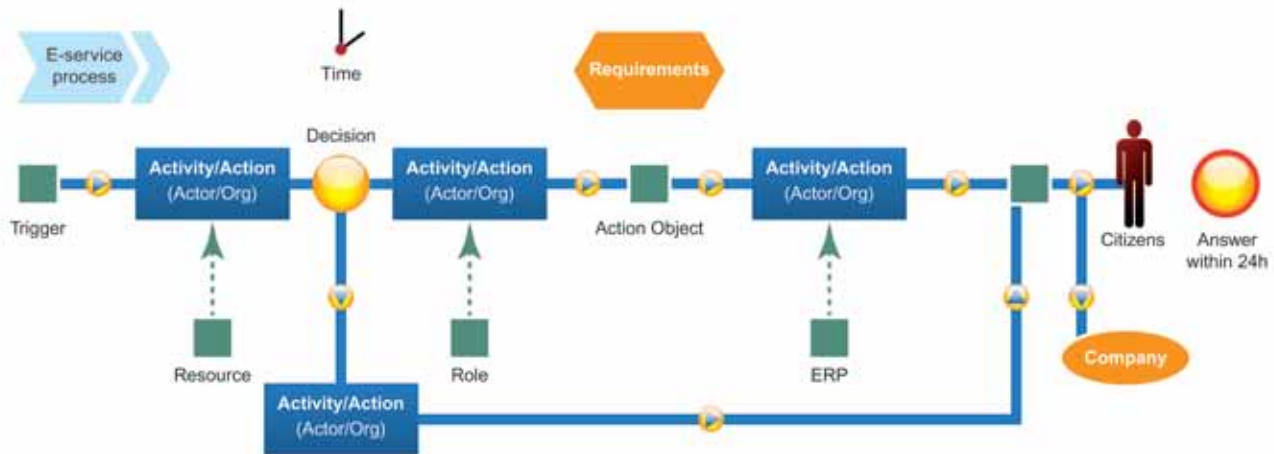 E-service
process
Time
Requirements
Decision
Activity/Action
(Actor/Org)
Activity/Action
(Actor/Org)
Activity/Action
(Actor/Org)
Trigger
Action Object
Citizens
Answer
within 24h
Resource
Role
ERP
Company
Activity/Action
(Actor/Org)